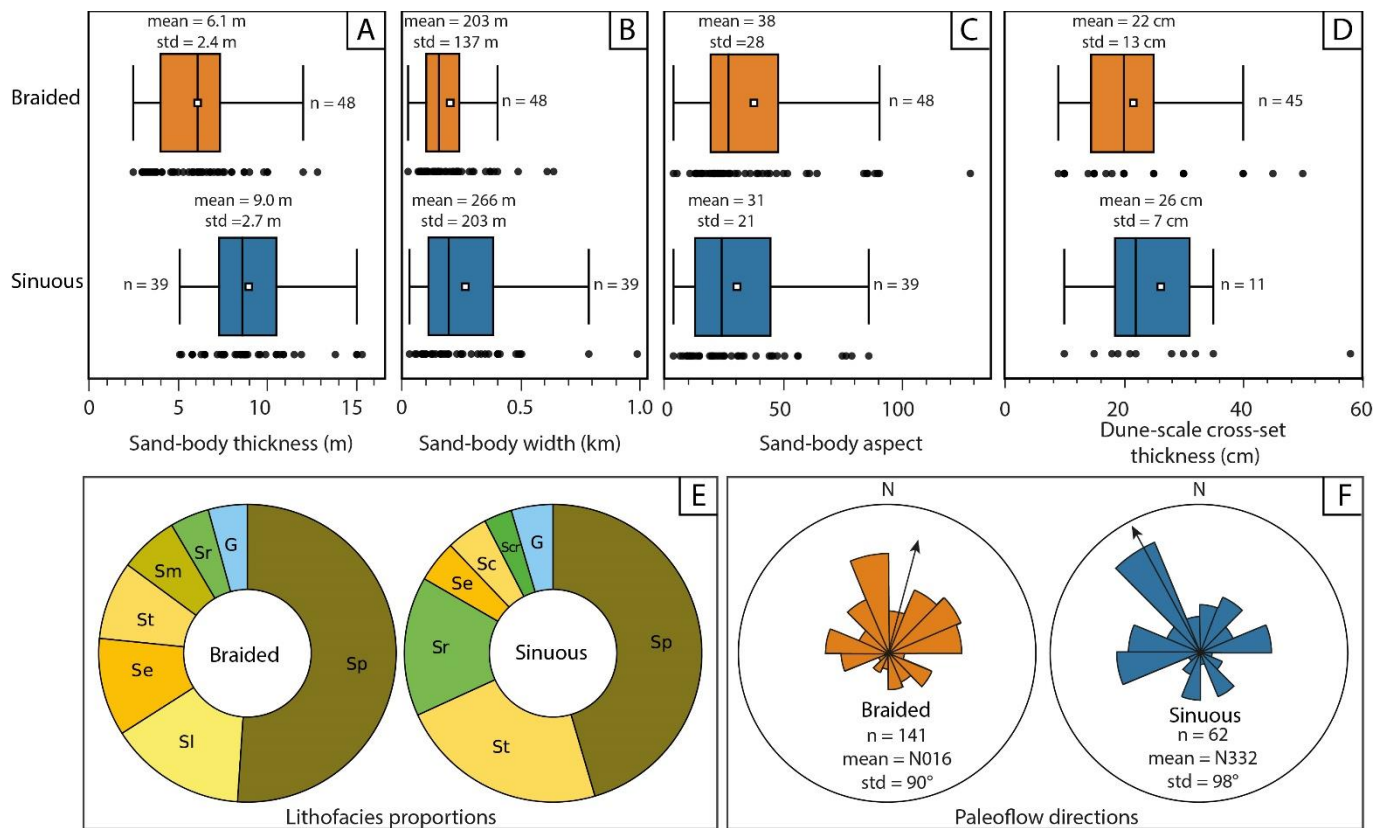 A
mean = 6.1 m
std = 2.4 m
n = 48
B
mean = 203 m
std = 137 m
n = 48
C
mean = 38
std =28
n = 48
D
mean = 22 cm
std = 13 cm
n = 45
Braided
mean = 9.0 m
std =2.7 m
n = 39
mean = 266 m
std = 203 m
n = 39
mean = 31
std = 21
n = 39
mean = 26 cm
std = 7 cm
n = 11
Sinuous
0 5 10 15
Sand-body thickness (m)
0 0.5 1.0
Sand-body width (km)
0 50 100
Sand-body aspect
0 20 40 60
Dune-scale cross-set
thickness (cm)
E
Sm
Sr
G
St
Se
Sl
Sp
Braided
Scr
G
Sc
Se
Sr
St
Sp
Sinuous
Lithofacies proportions
F
N
Braided
n = 141
mean = N016
std = 90°
N
Sinuous
n = 62
mean = N332
std = 98°
Paleoflow directions